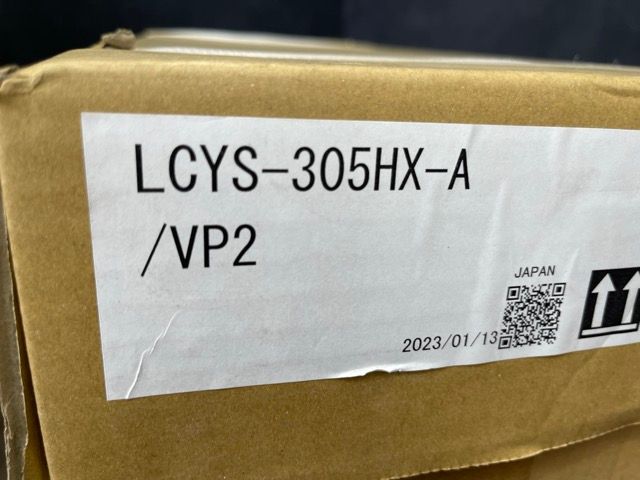 LCYS-305HX-A
/VP2
JAPAN
2023/01/13